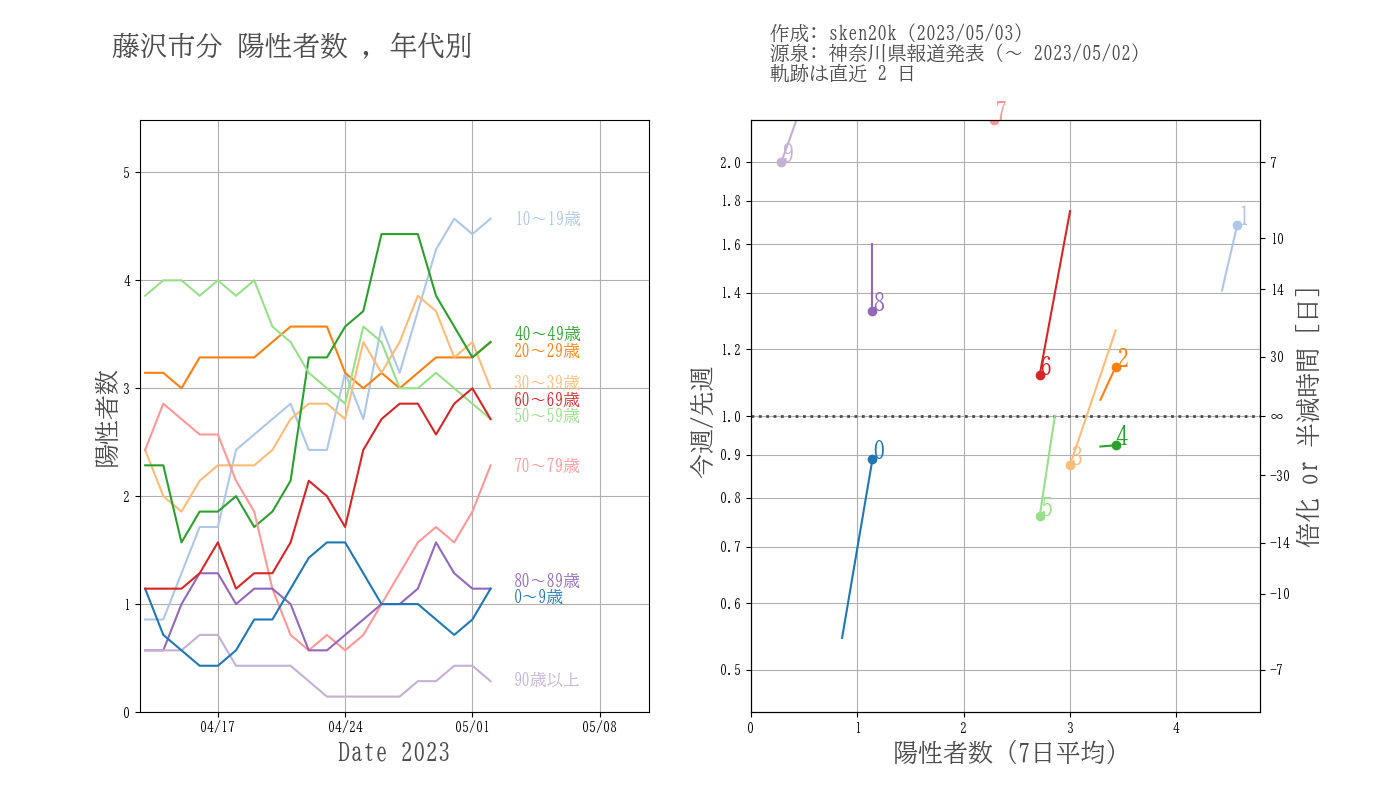 藤沢市分 陽性者数 , 年代別
作成: sken20k (2023/05/03)
源泉: 神奈川県報道発表 (～ 2023/05/02)
軌跡は直近 2 日
陽性者数
5
4
3
2
1
0
04/17
04/24
05/01
05/08
Date 2023
10～19歳
40～49歳
20～29歳
30～39歳
60～69歳
50～59歳
70～79歳
80～89歳
0～9歳
90歳以上
今週/先週
2.0
1.8
1.6
1.4
1.2
1.0
0.9
0.8
0.7
0.6
0.5
0
1
2
3
4
陽性者数 (7日平均)
7
9
1
8
6
2
0
4
3
5
7
10
14
30
∞
-30
-14
-10
-7
倍化 or 半減時間 [日]